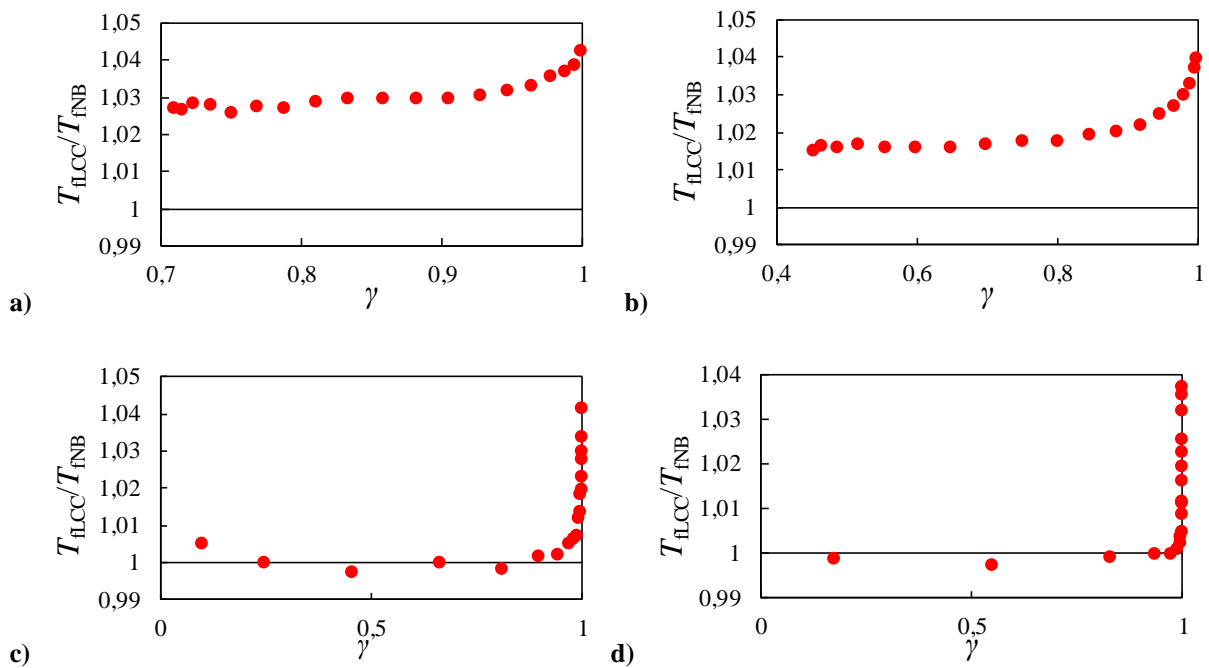 1,05
1,04
1,03
1,02
1,01
1
0,99
T_fLCC/T_fNB
0,7 0,8 0,9 1
γ
a)
1,05
1,04
1,03
1,02
1,01
1
0,99
T_fLCC/T_fNB
0,4 0,6 0,8 1
γ
b)
1,05
1,04
1,03
1,02
1,01
1
0,99
T_fLCC/T_fNB
0 0,5 1
γ
c)
1,04
1,03
1,02
1,01
1
0,99
T_fLCC/T_fNB
0 0,5 1
γ
d)